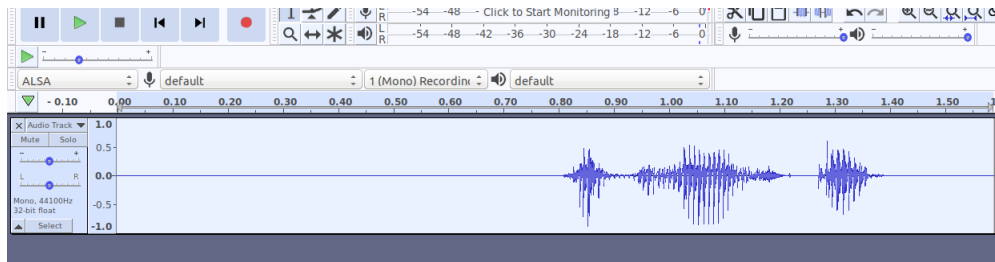 R -54 -48 - Click to Start Monitoring 8 -12 -6 0
L
R -54 -48 -42 -36 -30 -24 -18 -12 -6 0
- +
ALSA default 1 (Mono) Recording default
- 0.10 0.00 0.10 0.20 0.30 0.40 0.50 0.60 0.70 0.80 0.90 1.00 1.10 1.20 1.30 1.40 1.50
Audio Track 1.0
Mute Solo
- + 0.5
L R 0.0
Mono, 44100Hz
32-bit float -0.5
Select -1.0